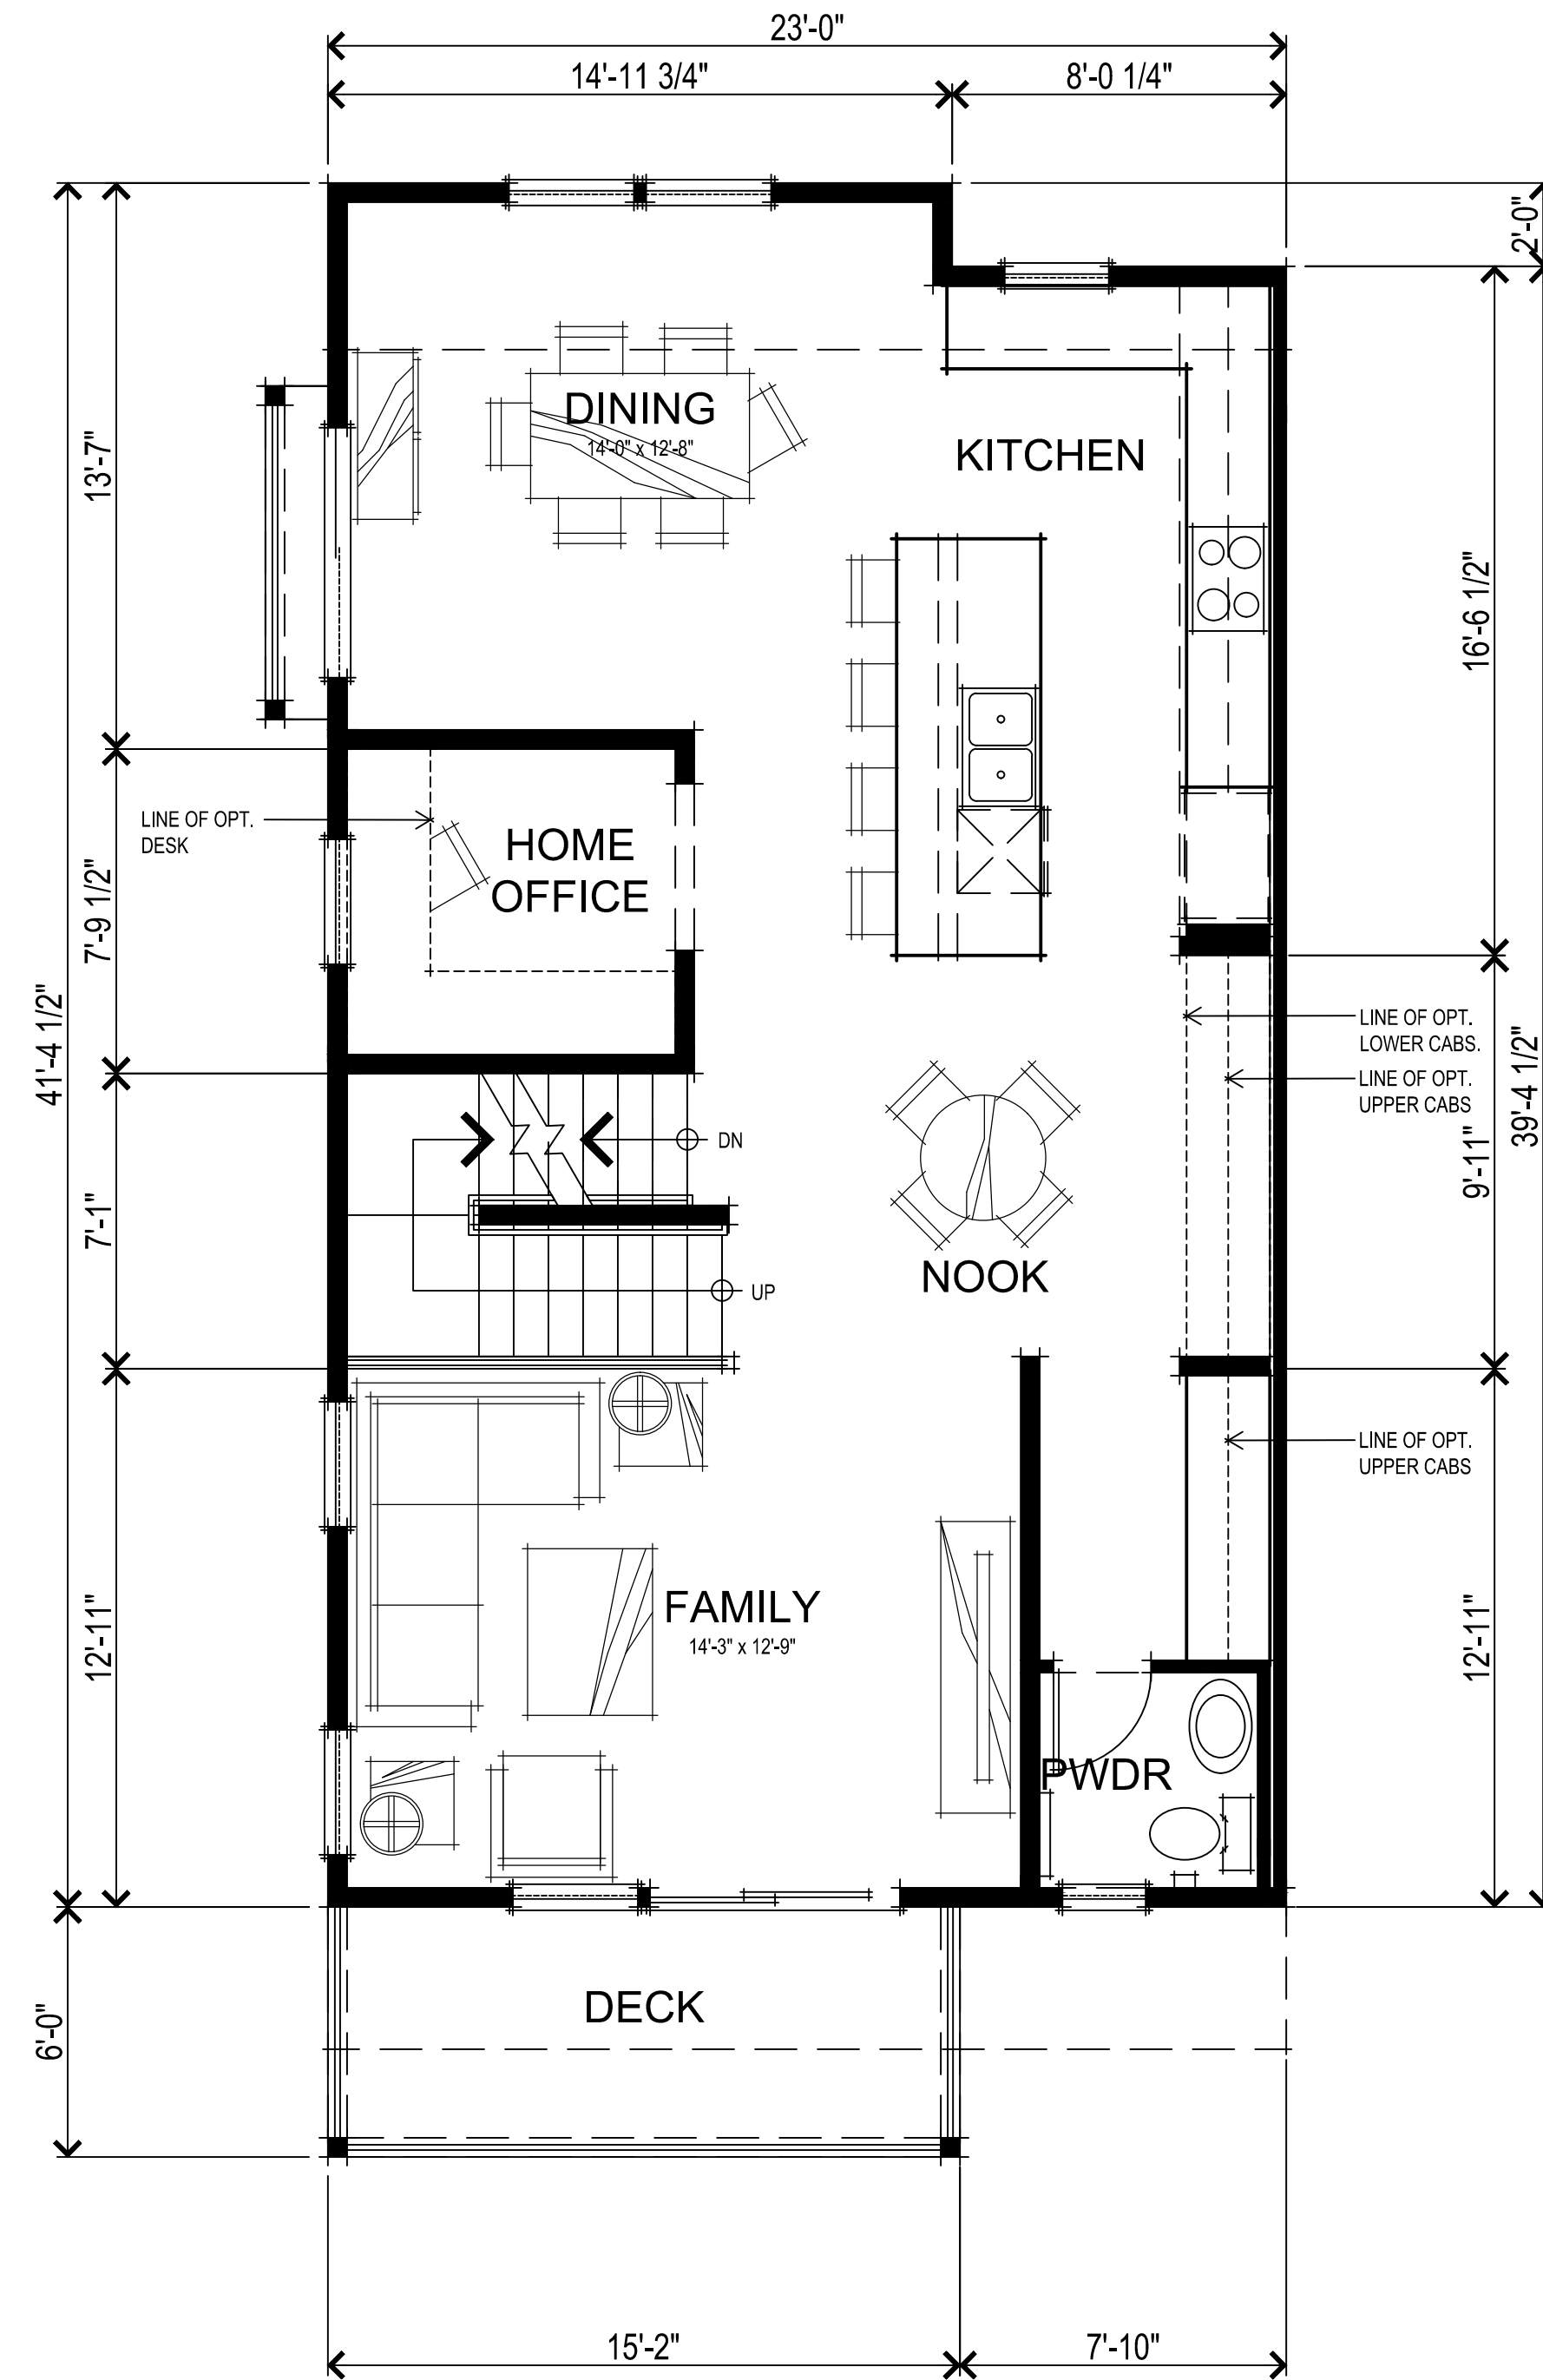 23'-0"
14'-11 3/4"
8'-0 1/4"
2'-0"
13'-7"
DINING
14'-0" x 12'-8"
KITCHEN
16'-6 1/2"
LINE OF OPT.
DESK
HOME
OFFICE
7'-9 1/2"
41'-4 1/2"
LINE OF OPT.
LOWER CABS.
LINE OF OPT.
UPPER CABS
39'-4 1/2"
DN
9'-11"
7'-1"
NOOK
UP
LINE OF OPT.
UPPER CABS
FAMILY
14'-3" x 12'-9"
12'-11"
12'-11"
PWDR
DECK
6'-0"
15'-2"
7'-10"